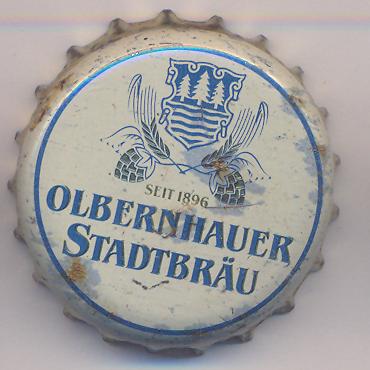 SEIT 1896
OLBERNHAUER
STADTBRÄU